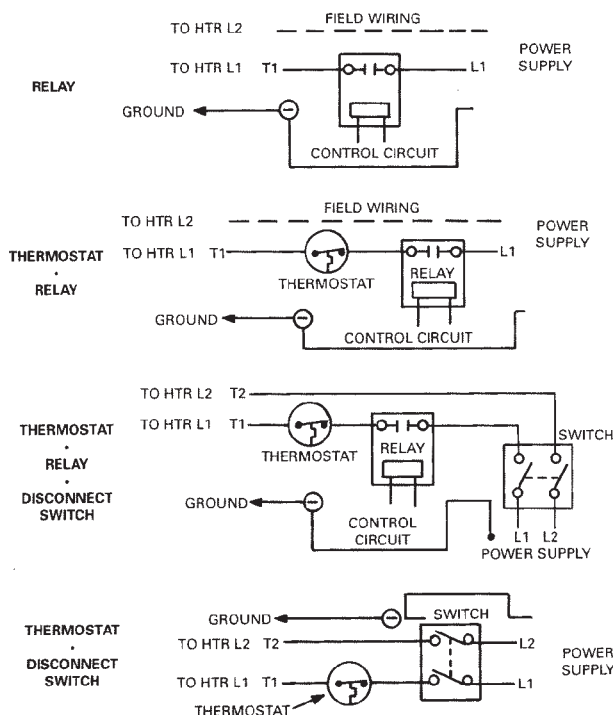 RELAY
FIELD WIRING
TO HTR L2
TO HTR L1 T1
L1
POWER
SUPPLY
GROUND
CONTROL CIRCUIT
THERMOSTAT
•
RELAY
FIELD WIRING
TO HTR L2
TO HTR L1 T1
L1
POWER
SUPPLY
THERMOSTAT
RELAY
GROUND
CONTROL CIRCUIT
THERMOSTAT
•
RELAY
•
DISCONNECT
SWITCH
TO HTR L2 T2
TO HTR L1 T1
SWITCH
THERMOSTAT
RELAY
GROUND
CONTROL
CIRCUIT
L1 L2
POWER SUPPLY
THERMOSTAT
•
DISCONNECT
SWITCH
GROUND
SWITCH
TO HTR L2 T2
L2
TO HTR L1 T1
L1
POWER
SUPPLY
THERMOSTAT